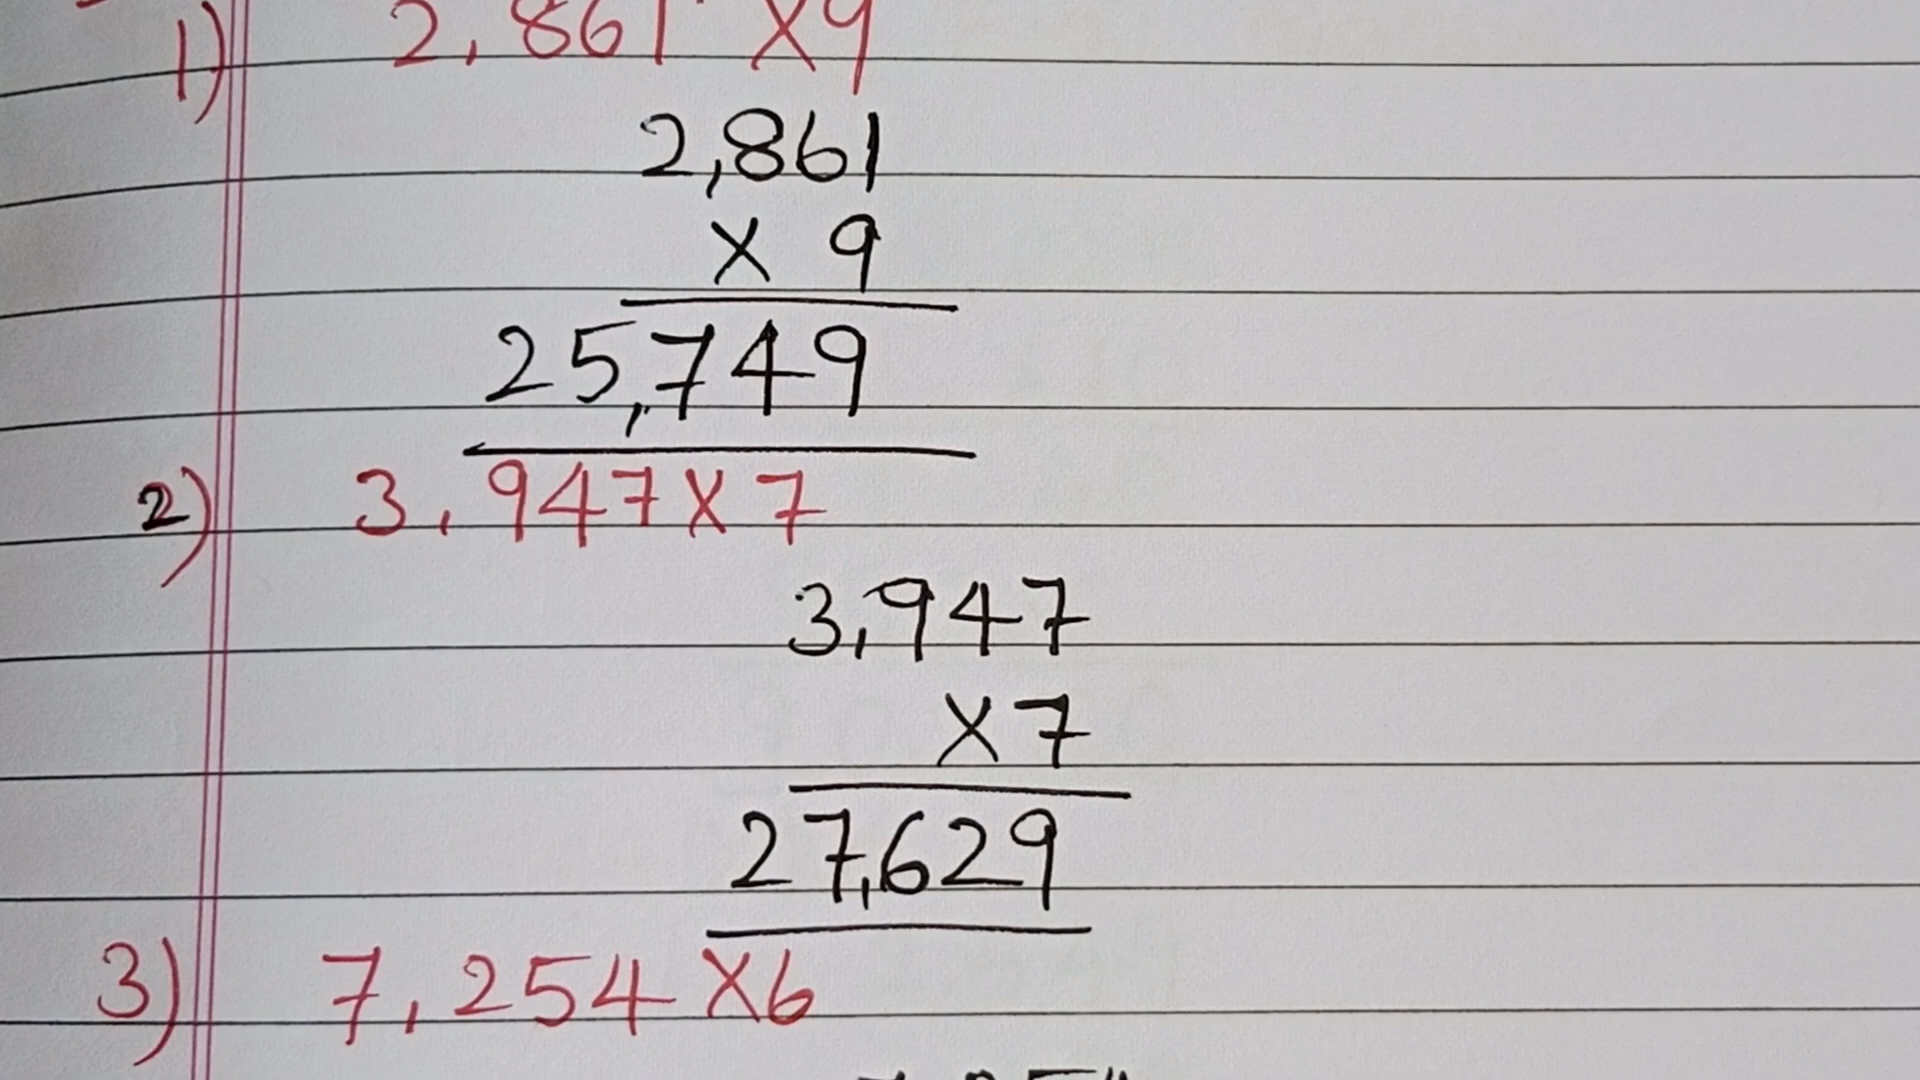 1) 2,861 x9
2,861
x 9
25,749
2) 3,947x7
3,947
x7
27,629
3) 7,254 x6